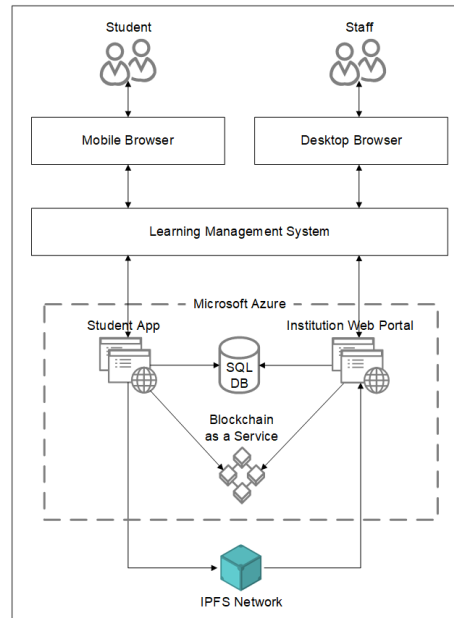 Student
Staff
Mobile Browser
Desktop Browser
Learning Management System
Microsoft Azure
Student App
Institution Web Portal
SQL
DB
Blockchain
as a Service
IPFS Network